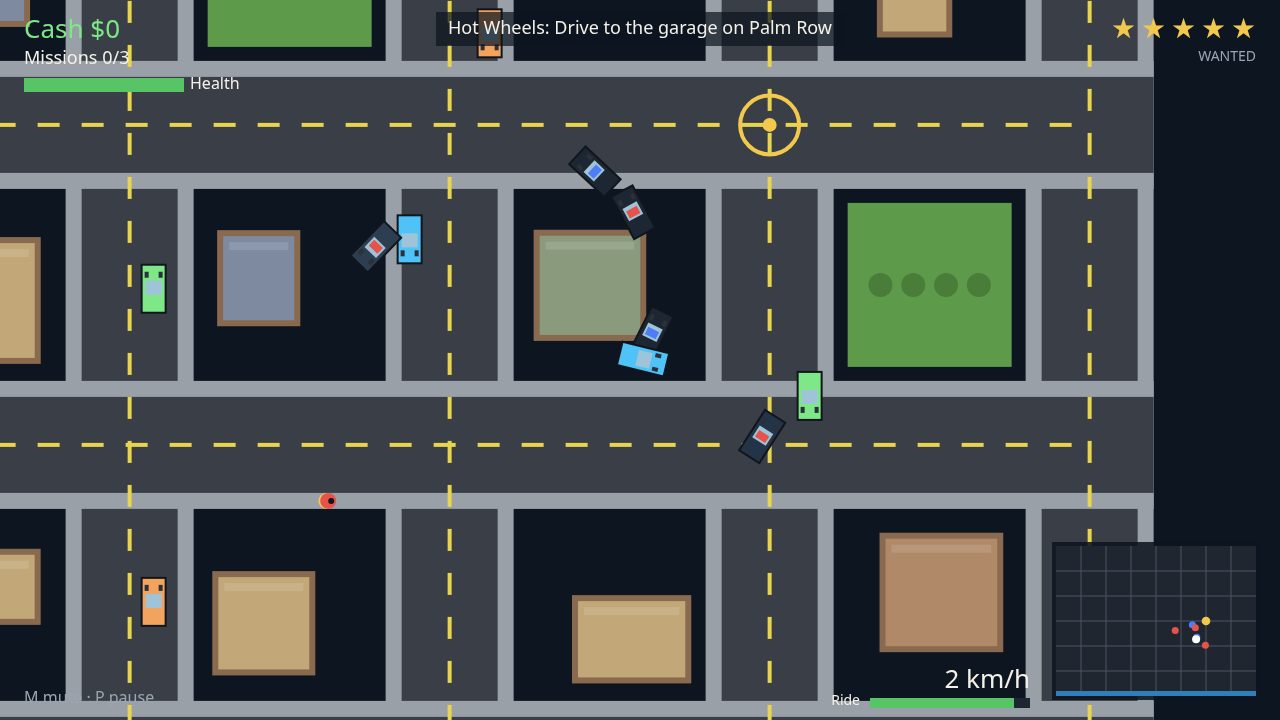 Cash $0
Missions 0/3
Health
Hot Wheels: Drive to the garage on Palm Row
WANTED
M mute · P pause
2 km/h
Ride